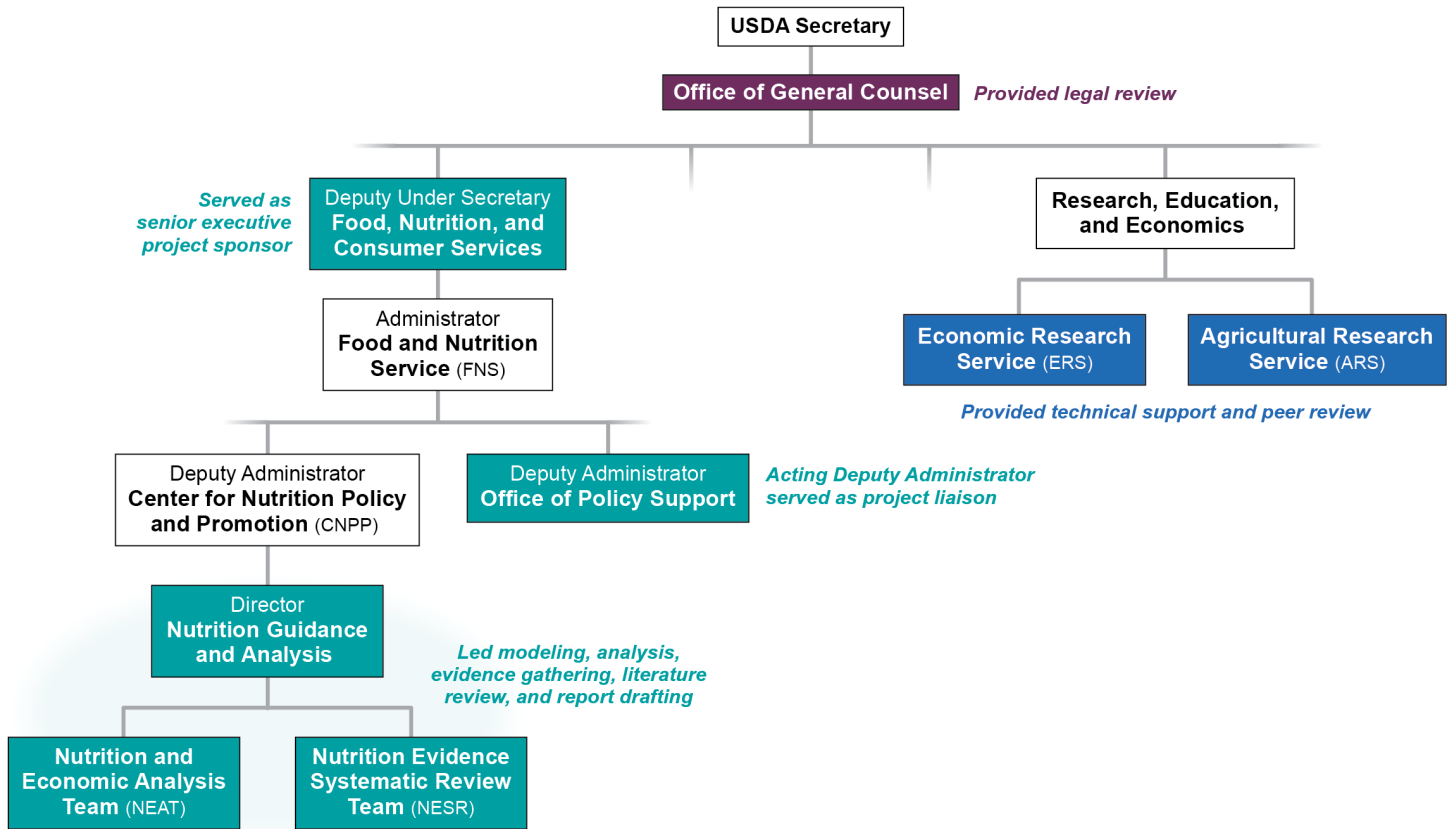 USDA Secretary
Office of General Counsel
Provided legal review
Served as
senior executive
project sponsor
Deputy Under Secretary
Food, Nutrition, and
Consumer Services
Research, Education,
and Economics
Administrator
Food and Nutrition
Service (FNS)
Economic Research
Service (ERS)
Agricultural Research
Service (ARS)
Provided technical support and peer review
Deputy Administrator
Center for Nutrition Policy
and Promotion (CNPP)
Deputy Administrator
Office of Policy Support
Acting Deputy Administrator
served as project liaison
Director
Nutrition Guidance
and Analysis
Led modeling, analysis,
evidence gathering, literature
review, and report drafting
Nutrition and
Economic Analysis
Team (NEAT)
Nutrition Evidence
Systematic Review
Team (NESR)